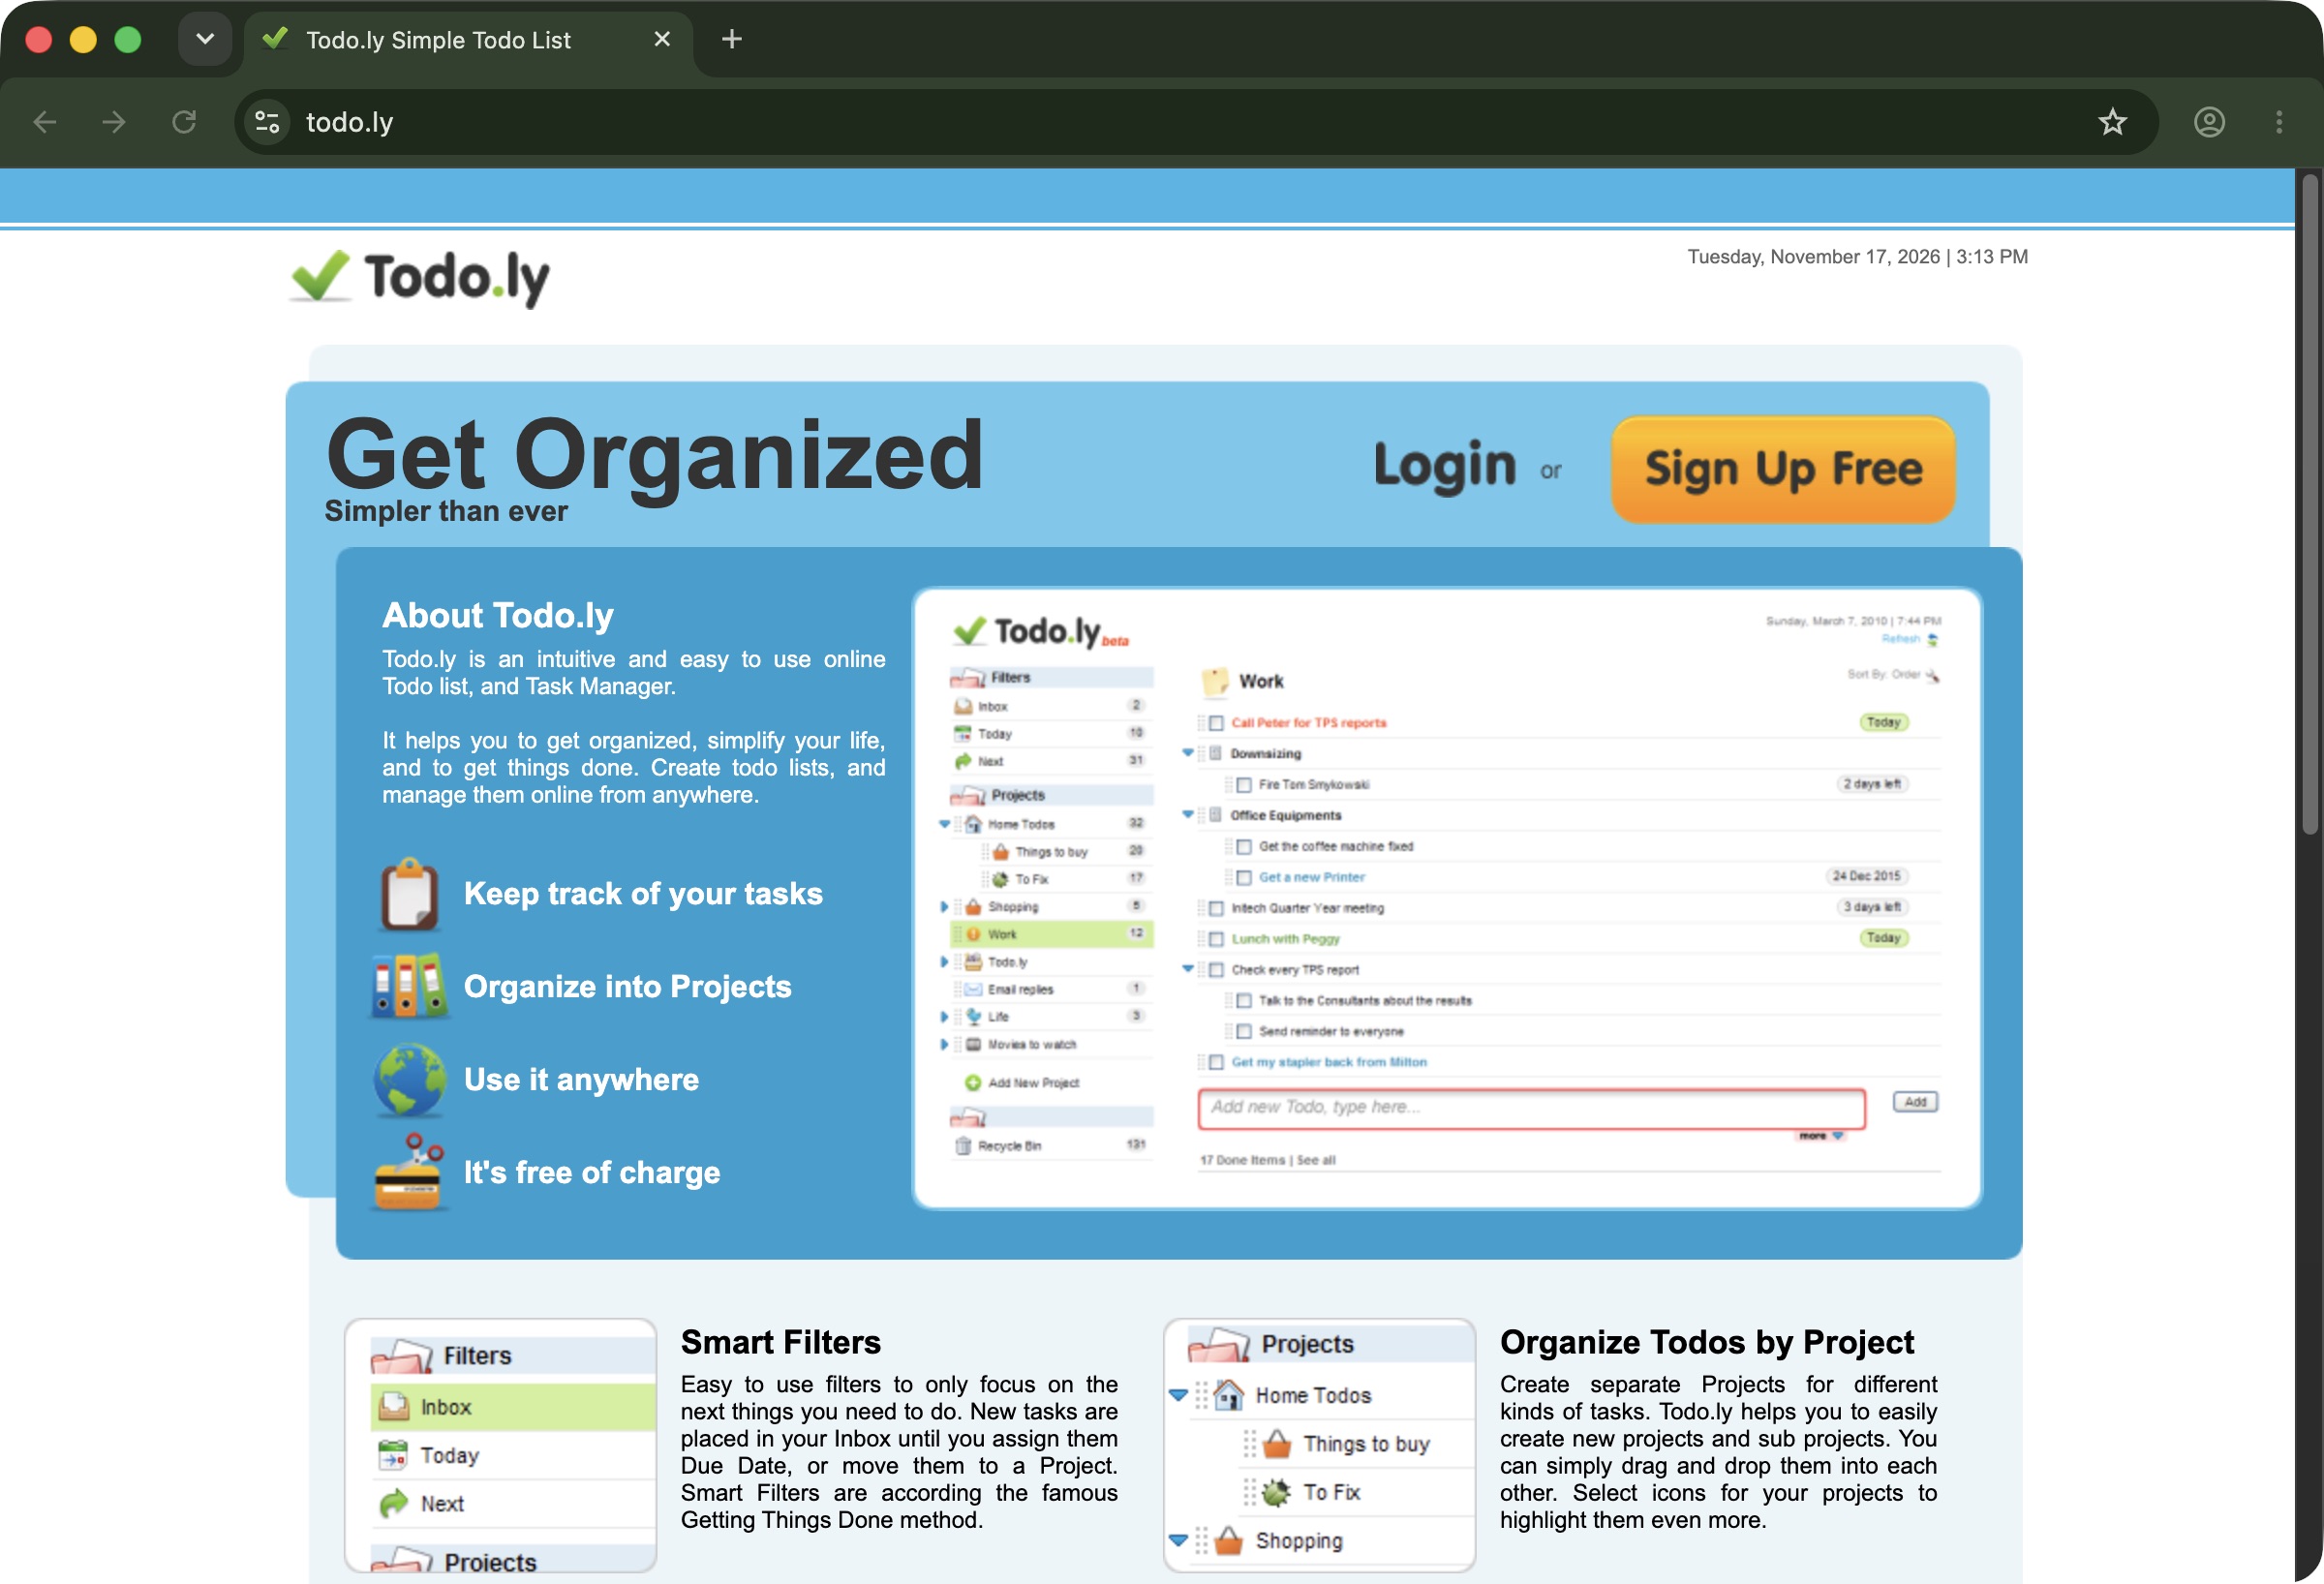 Todo.ly Simple Todo List
todo.ly
Todo.ly
Tuesday, November 17, 2026 | 3:13 PM
Get Organized
Simpler than ever
Login or Sign Up Free
About Todo.ly
Todo.ly is an intuitive and easy to use online
Todo list, and Task Manager.
It helps you to get organized, simplify your life,
and to get things done. Create todo lists, and
manage them online from anywhere.
Keep track of your tasks
Organize into Projects
Use it anywhere
It's free of charge
Todo.ly beta
Sunday, March 7, 2010 | 7:44 PM
Refresh
Filters
Inbox 2
Today 10
Next 31
Projects
Home Todos 32
Things to buy 20
To Fix 17
Shopping 5
Work 12
Todo.ly
Email replies 1
Life 3
Movies to watch
Add New Project
Recycle Bin 131
Work
Sort By: Order
Call Peter for TPS reports Today
Downsizing
Fire Tom Smykowski 2 days left
Office Equipments
Get the coffee machine fixed
Get a new Printer 24 Dec 2015
Initech Quarter Year meeting 3 days left
Lunch with Peggy Today
Check every TPS report
Talk to the Consultants about the results
Send reminder to everyone
Get my stapler back from Milton
Add new Todo, type here...
Add
more
17 Done Items | See all
Filters
Inbox
Today
Next
Projects
Smart Filters
Easy to use filters to only focus on the
next things you need to do. New tasks are
placed in your Inbox until you assign them
Due Date, or move them to a Project.
Smart Filters are according the famous
Getting Things Done method.
Projects
Home Todos
Things to buy
To Fix
Shopping
Organize Todos by Project
Create separate Projects for different
kinds of tasks. Todo.ly helps you to easily
create new projects and sub projects. You
can simply drag and drop them into each
other. Select icons for your projects to
highlight them even more.